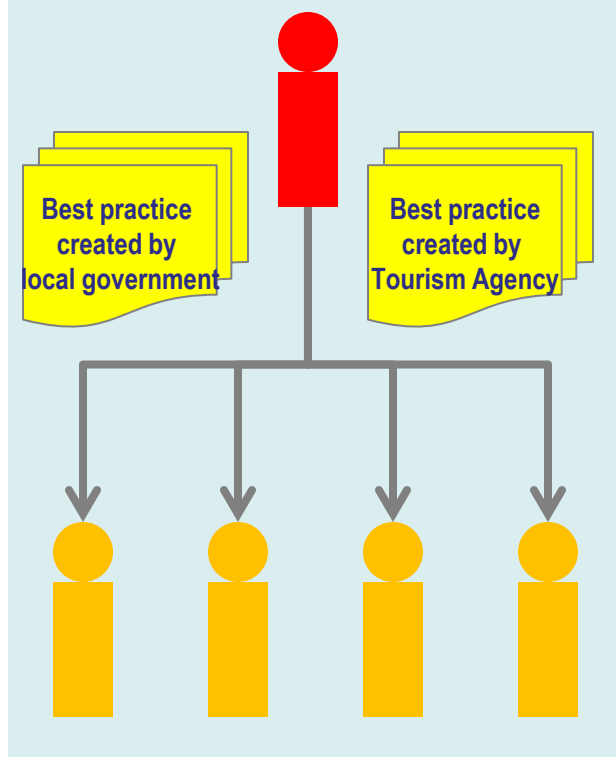 Best practice
created by
local government
Best practice
created by
Tourism Agency